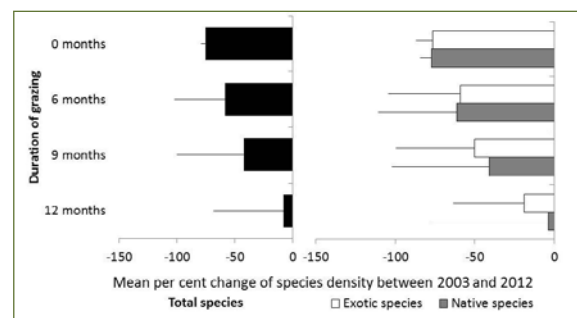 Duration of grazing
0 months
6 months
9 months
12 months
-150 -100 -50 0
-150 -100 -50 0
Mean per cent change of species density between 2003 and 2012
Total species
Exotic species Native species